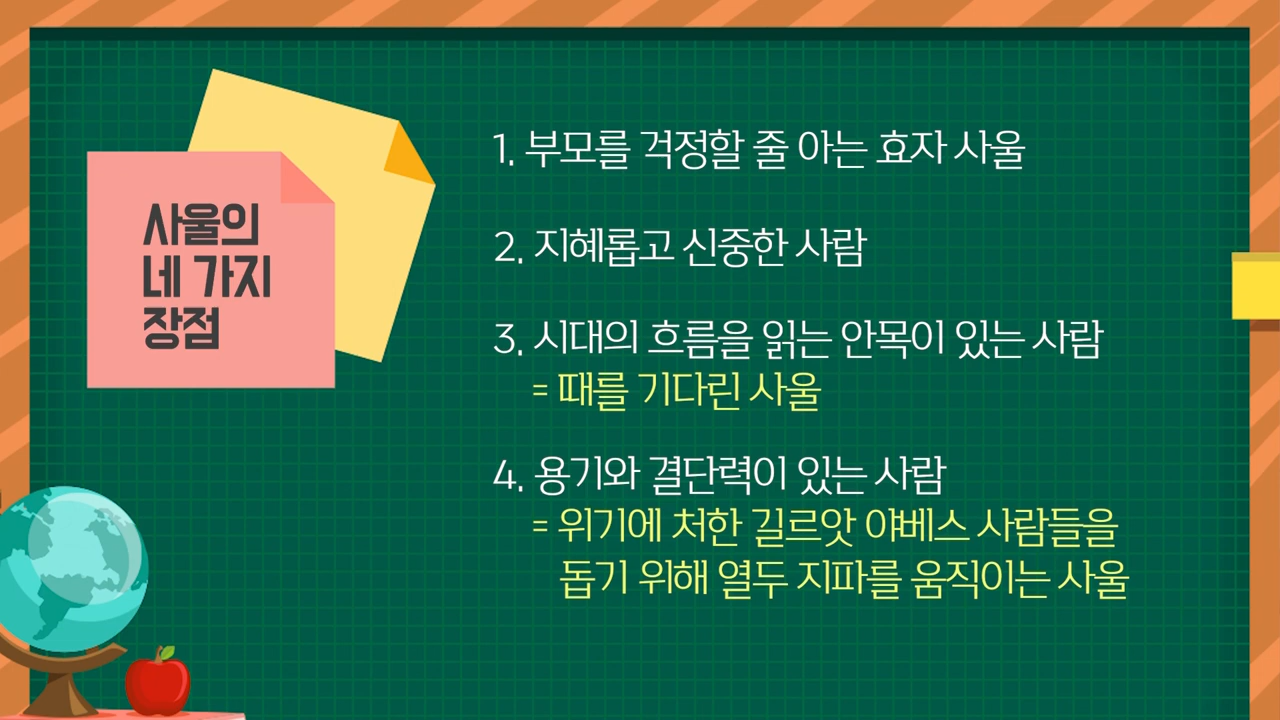 사울의
네 가지
장점
1. 부모를 걱정할 줄 아는 효자 사울
2. 지혜롭고 신중한 사람
3. 시대의 흐름을 읽는 안목이 있는 사람
= 때를 기다린 사울
4. 용기와 결단력이 있는 사람
= 위기에 처한 길르앗 야베스 사람들을
돕기 위해 열두 지파를 움직이는 사울